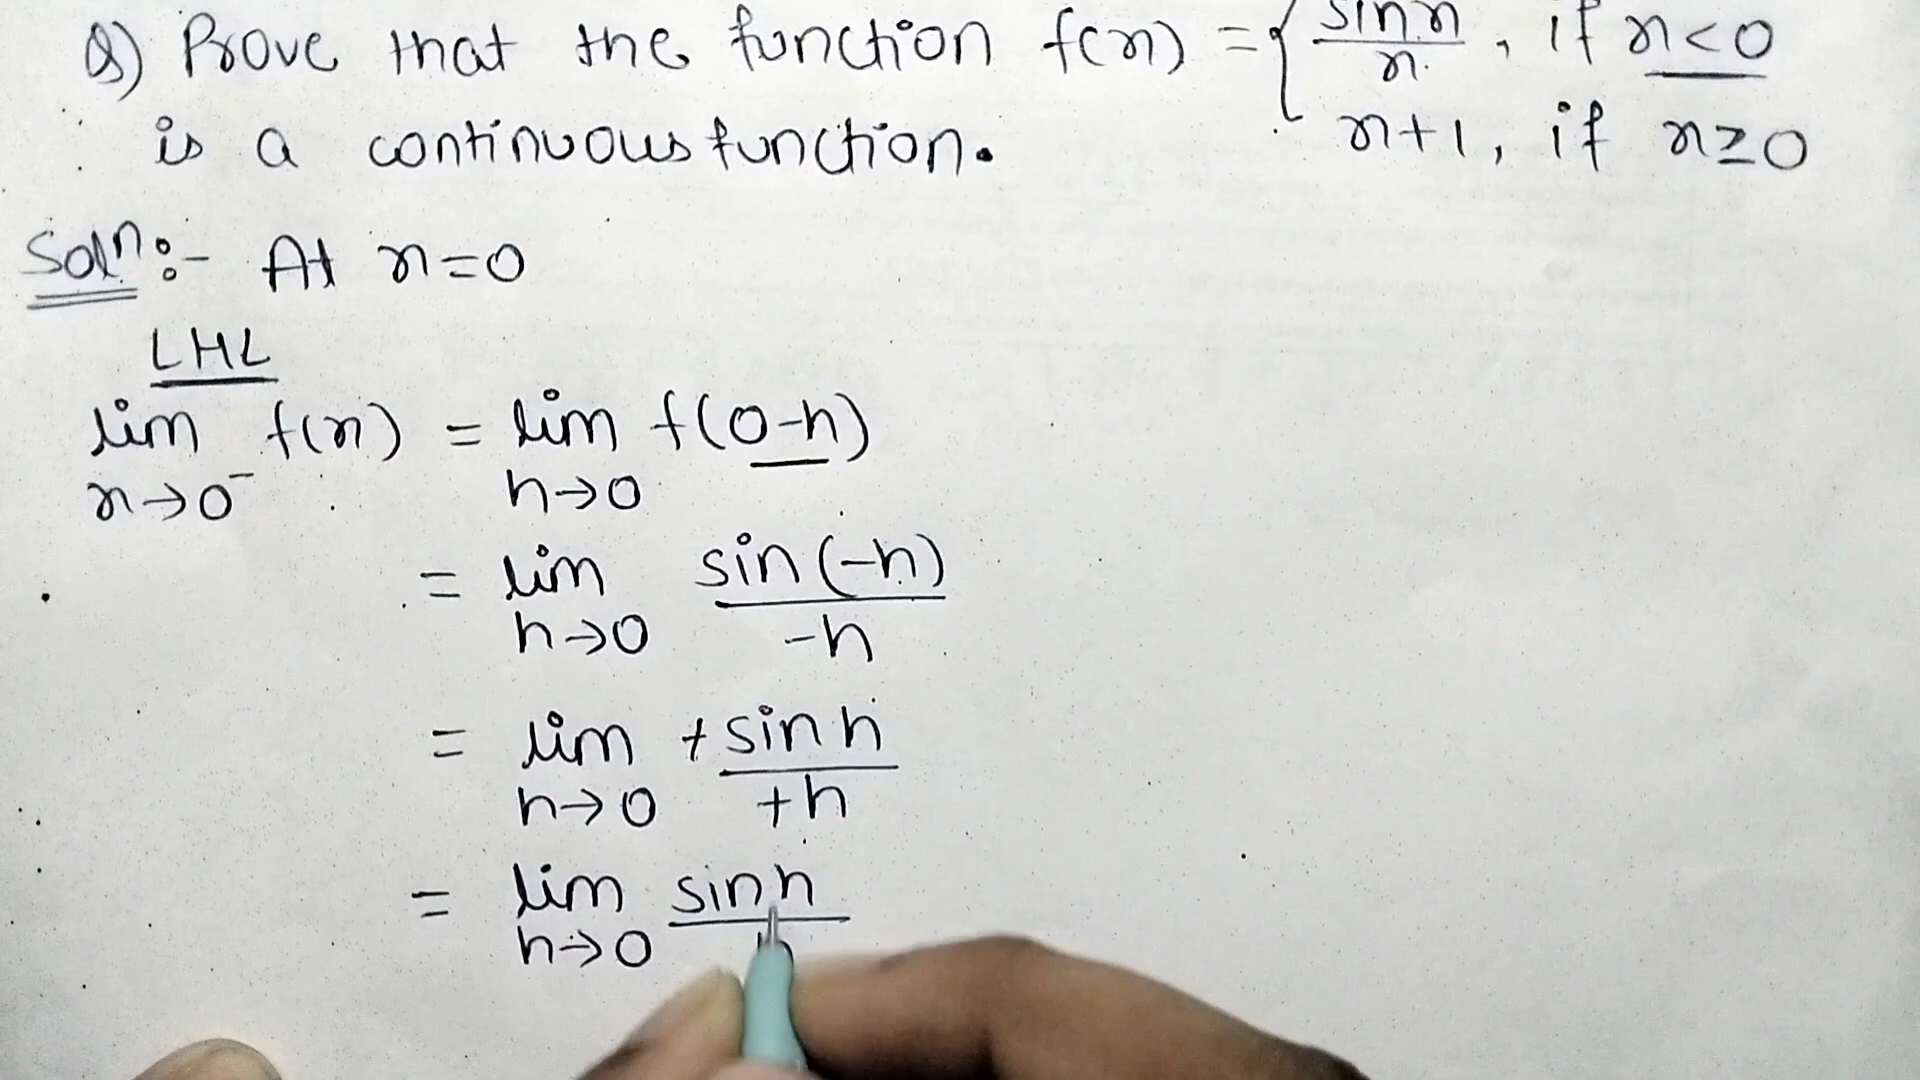 Q) Prove that the function f(x) = { sin x / x , if x < 0
is a continuous function. x+1, if x ≥ 0
Solⁿ:- At x = 0
LHL
lim x→0⁻ f(x) = lim h→0 f(0-h)
= lim h→0 sin(-h) / -h
= lim h→0 + sin h / +h
= lim h→0 sin h / h